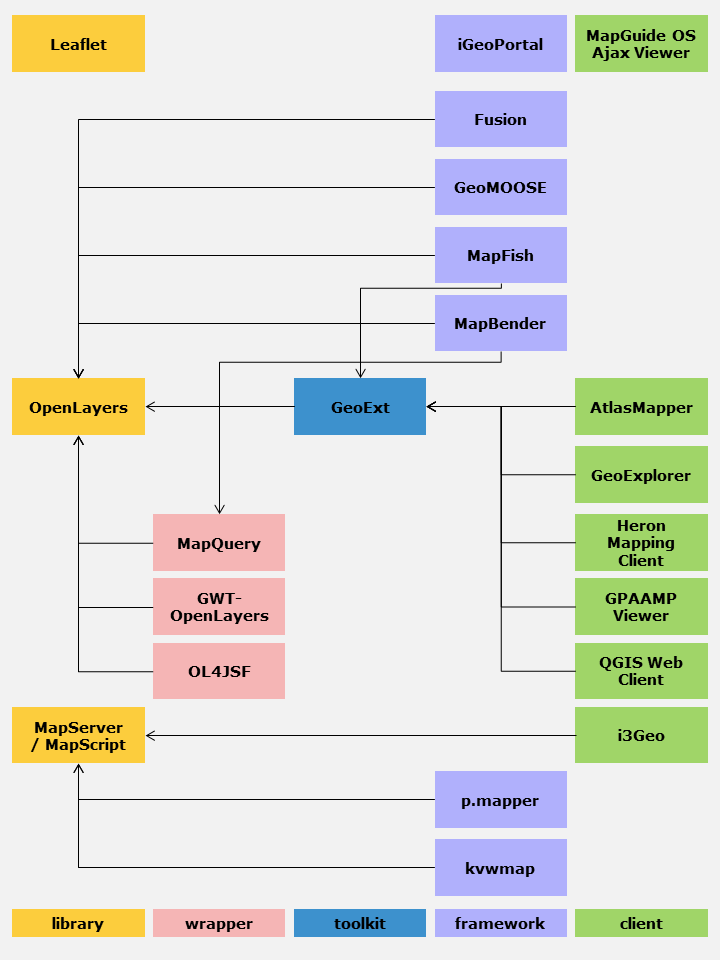 Leaflet
iGeoPortal
MapGuide OS
Ajax Viewer
Fusion
GeoMOOSE
MapFish
MapBender
OpenLayers
GeoExt
AtlasMapper
GeoExplorer
MapQuery
Heron
Mapping
Client
GWT-
OpenLayers
GPAAMP
Viewer
OL4JSF
QGIS Web
Client
MapServer
/ MapScript
i3Geo
p.mapper
kvwmap
library
wrapper
toolkit
framework
client